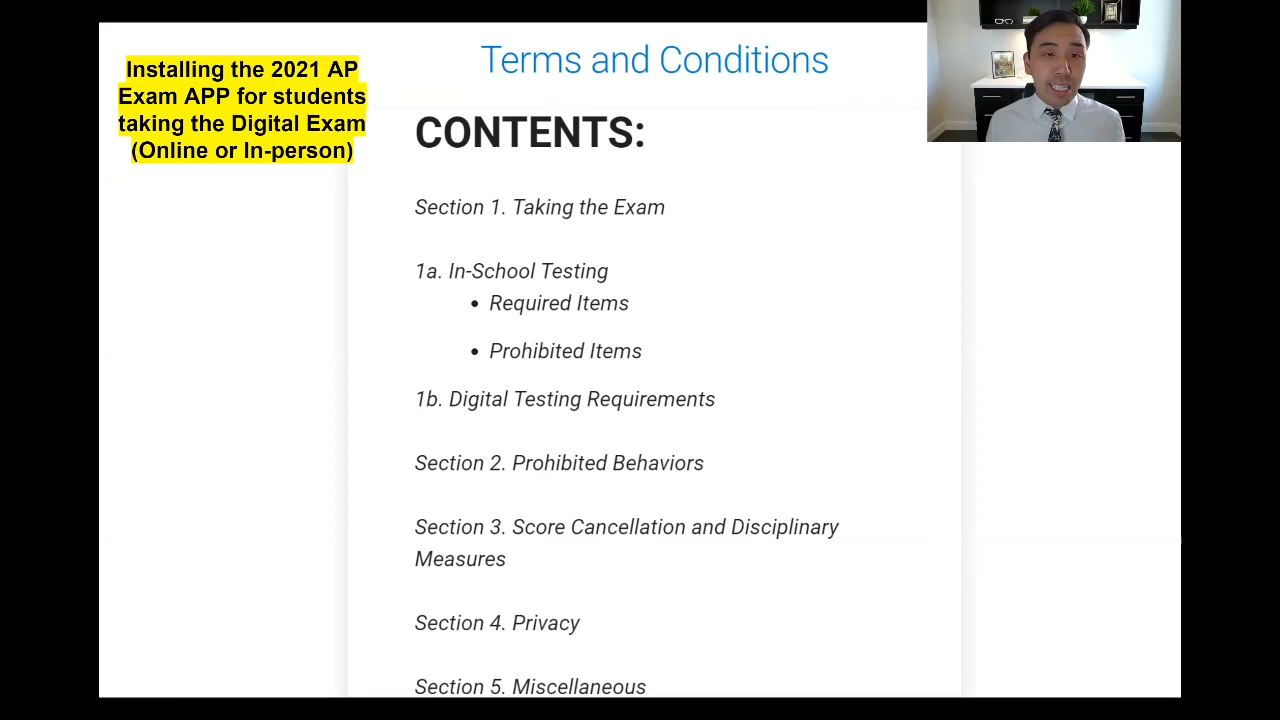 Installing the 2021 AP
Exam APP for students
taking the Digital Exam
(Online or In-person)
Terms and Conditions
CONTENTS:
Section 1. Taking the Exam
1a. In-School Testing
• Required Items
• Prohibited Items
1b. Digital Testing Requirements
Section 2. Prohibited Behaviors
Section 3. Score Cancellation and Disciplinary
Measures
Section 4. Privacy
Section 5. Miscellaneous